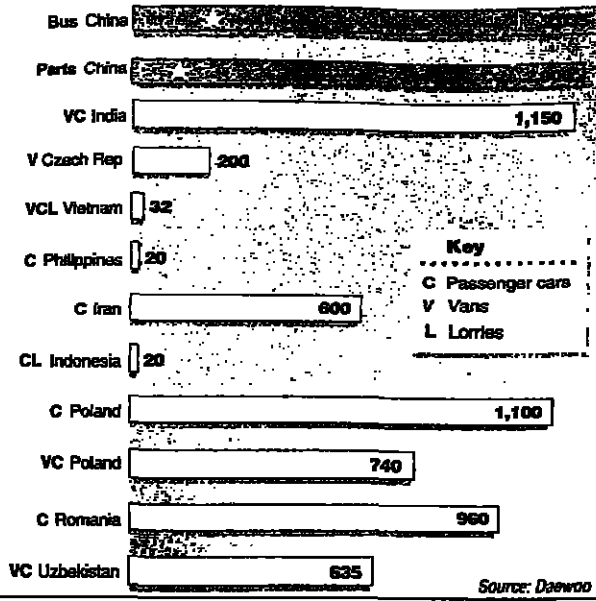 Bus China
Parts China
VC India 1,150
V Czech Rep 200
VCL Vietnam 32
C Philippines 20
C Iran 600
CL Indonesia 20
C Poland 1,100
VC Poland 740
C Romania 960
VC Uzbekistan 635
Key
C Passenger cars
V Vans
L Lorries
Source: Daewoo